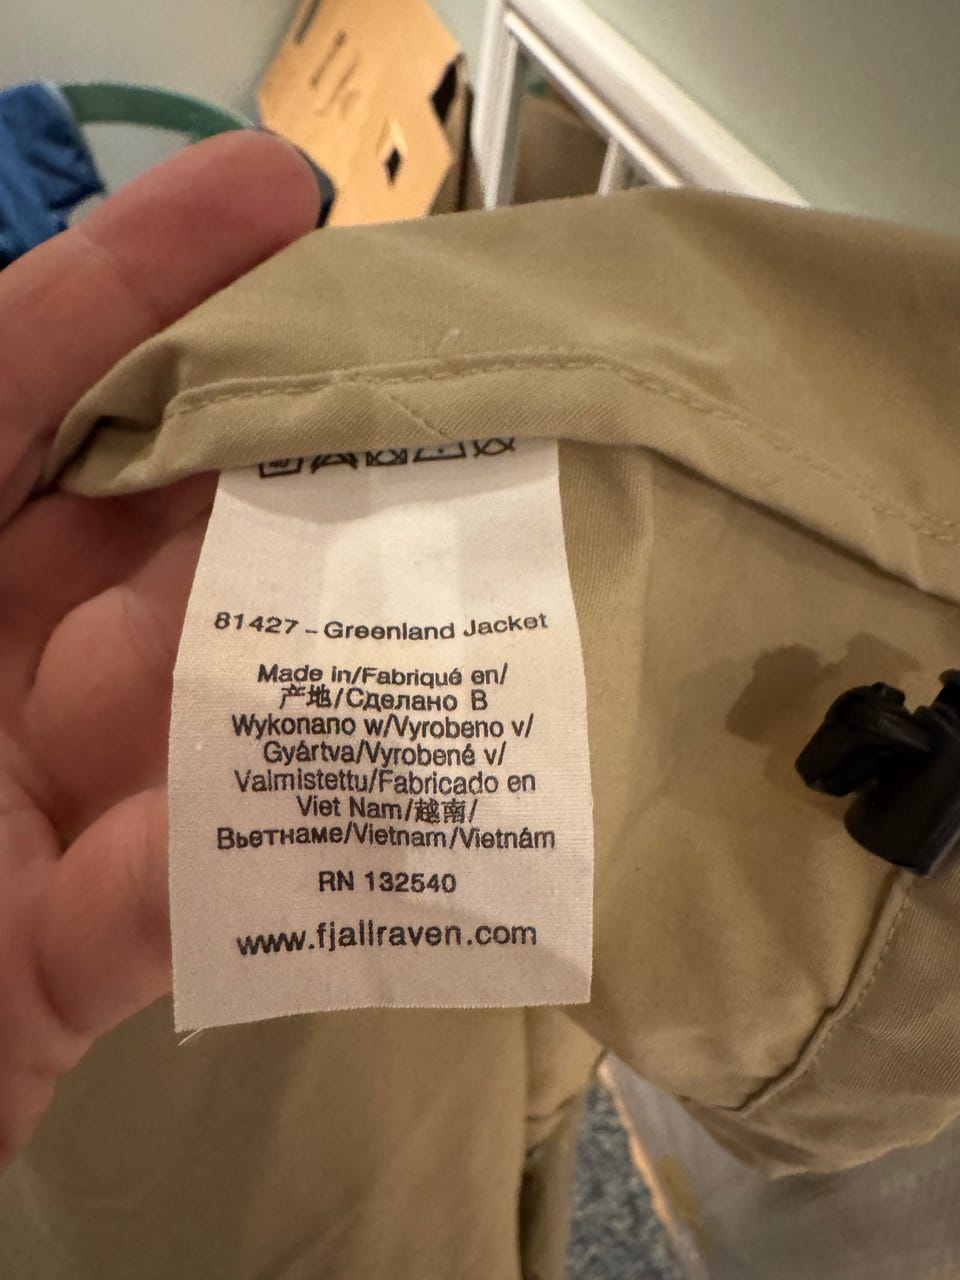 81427 – Greenland Jacket
Made in/Fabriqué en/
产地/Сделано В
Wykonano w/Vyrobeno v/
Gyártva/Vyrobené v/
Valmistettu/Fabricado en
Viet Nam/越南/
Вьетнаме/Vietnam/Vietnám
RN 132540
www.fjallraven.com